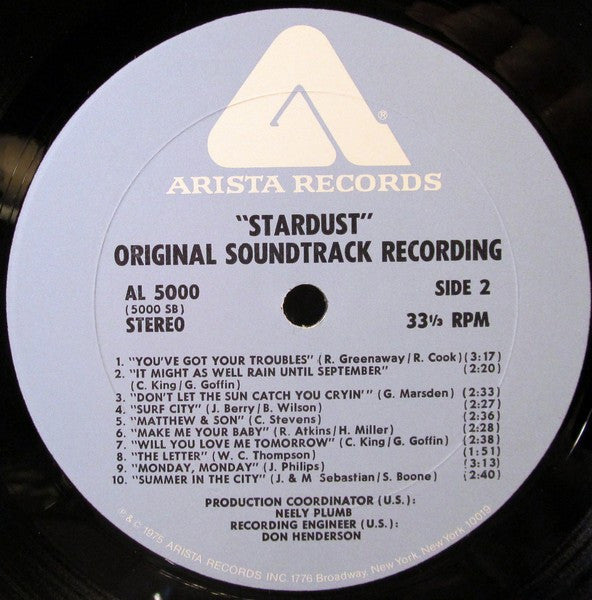 ®
ARISTA RECORDS
"STARDUST"
ORIGINAL SOUNDTRACK RECORDING
AL 5000 SIDE 2
(5000 SB)
STEREO 33 1/3 RPM
1. "YOU'VE GOT YOUR TROUBLES" (R. Greenaway/R. Cook) (3:17)
2. "IT MIGHT AS WELL RAIN UNTIL SEPTEMBER" (2:20)
(C. King/G. Goffin)
3. "DON'T LET THE SUN CATCH YOU CRYIN'" (G. Marsden) (2:33)
4. "SURF CITY" (J. Berry/B. Wilson) (2:27)
5. "MATTHEW & SON" (C. Stevens) (2:36)
6. "MAKE ME YOUR BABY" (R. Atkins/H. Miller) (2:28)
7. "WILL YOU LOVE ME TOMORROW" (C. King/G. Goffin) (2:38)
8. "THE LETTER" (W. C. Thompson) (1:51)
9. "MONDAY, MONDAY" (J. Philips) (3:13)
10. "SUMMER IN THE CITY" (J. & M Sebastian/S. Boone) (2:40)
PRODUCTION COORDINATOR (U.S.):
NEELY PLUMB
RECORDING ENGINEER (U.S.):
DON HENDERSON
℗ & © 1975 ARISTA RECORDS INC. 1776 Broadway, New York, New York 10019